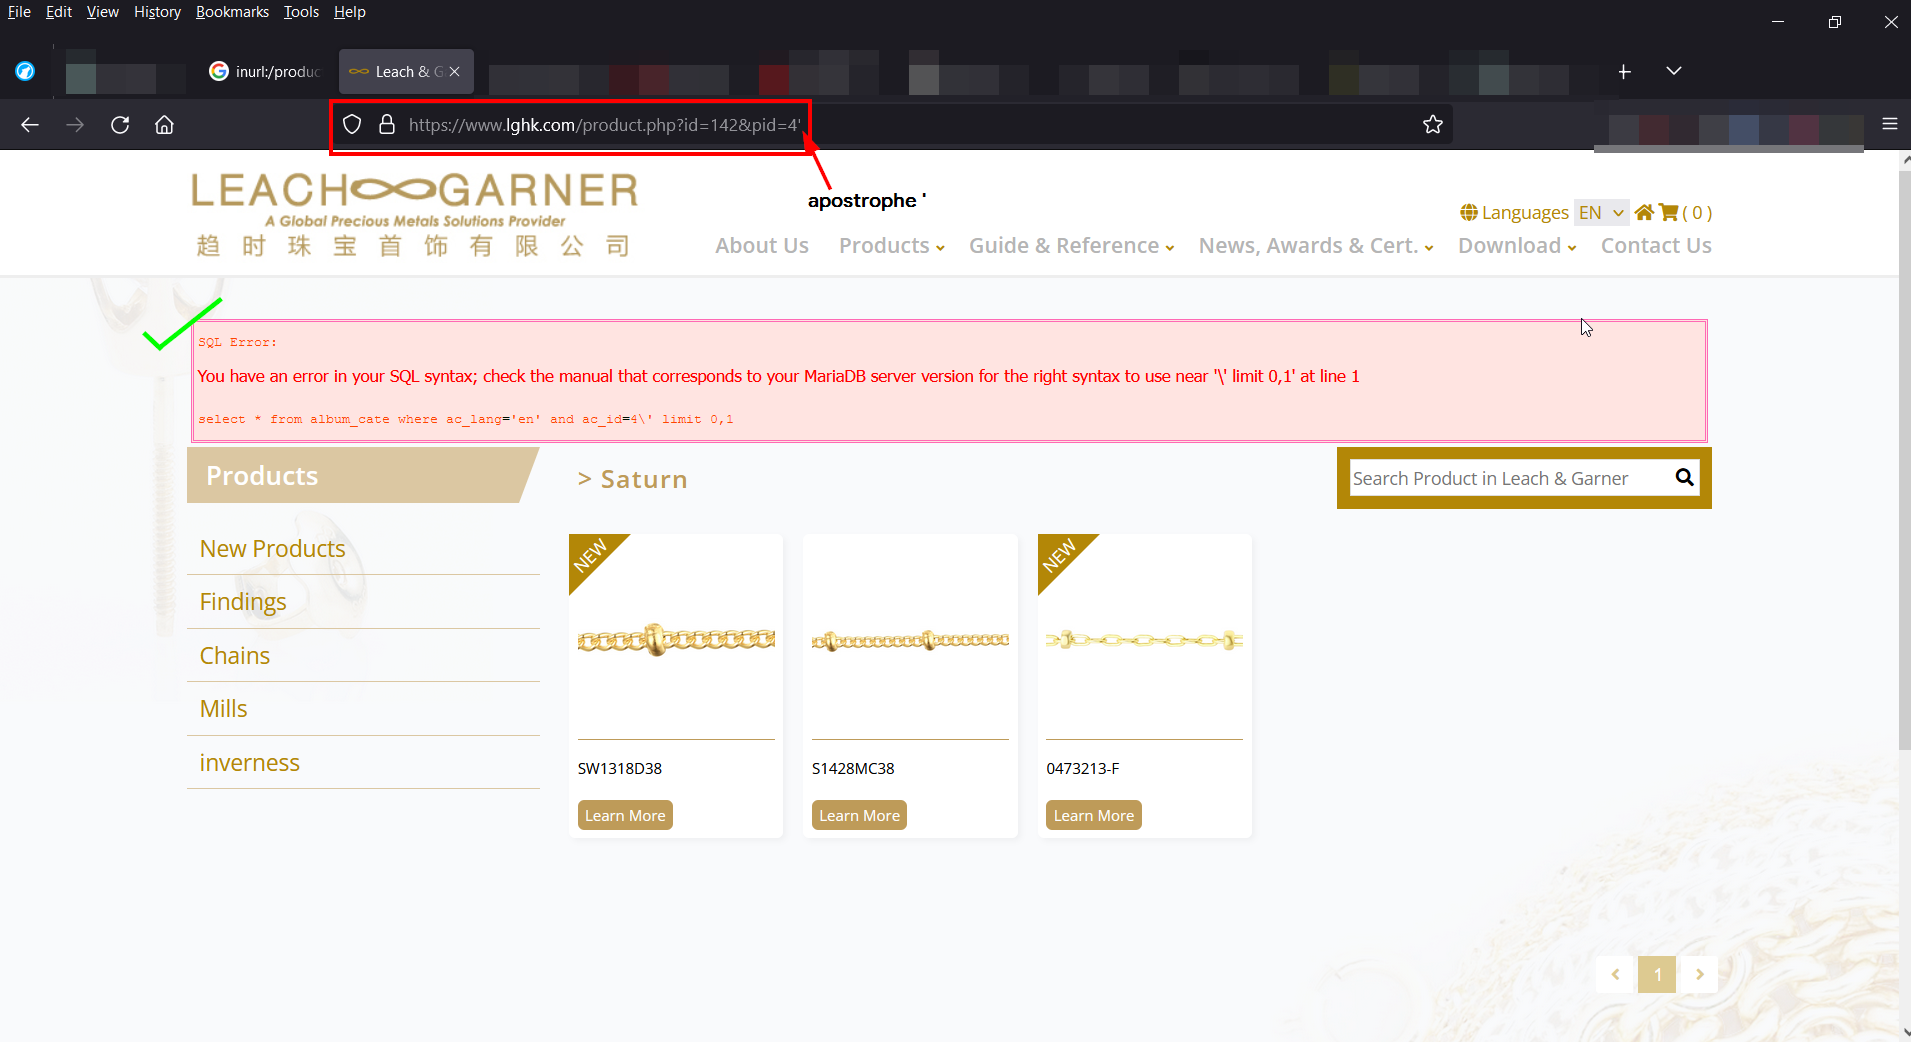 File Edit View History Bookmarks Tools Help
inurl:/produc
Leach & G
https://www.lghk.com/product.php?id=142&pid=4'
apostrophe '
LEACH GARNER
A Global Precious Metals Solutions Provider
趋时珠宝首饰有限公司
Languages EN ( 0 )
About Us Products Guide & Reference News, Awards & Cert. Download Contact Us
SQL Error:
You have an error in your SQL syntax; check the manual that corresponds to your MariaDB server version for the right syntax to use near '\' limit 0,1' at line 1
select * from album_cate where ac_lang='en' and ac_id=4\' limit 0,1
Products
> Saturn
Search Product in Leach & Garner
New Products
Findings
Chains
Mills
inverness
NEW
NEW
SW1318D38
S1428MC38
0473213-F
Learn More
Learn More
Learn More
1